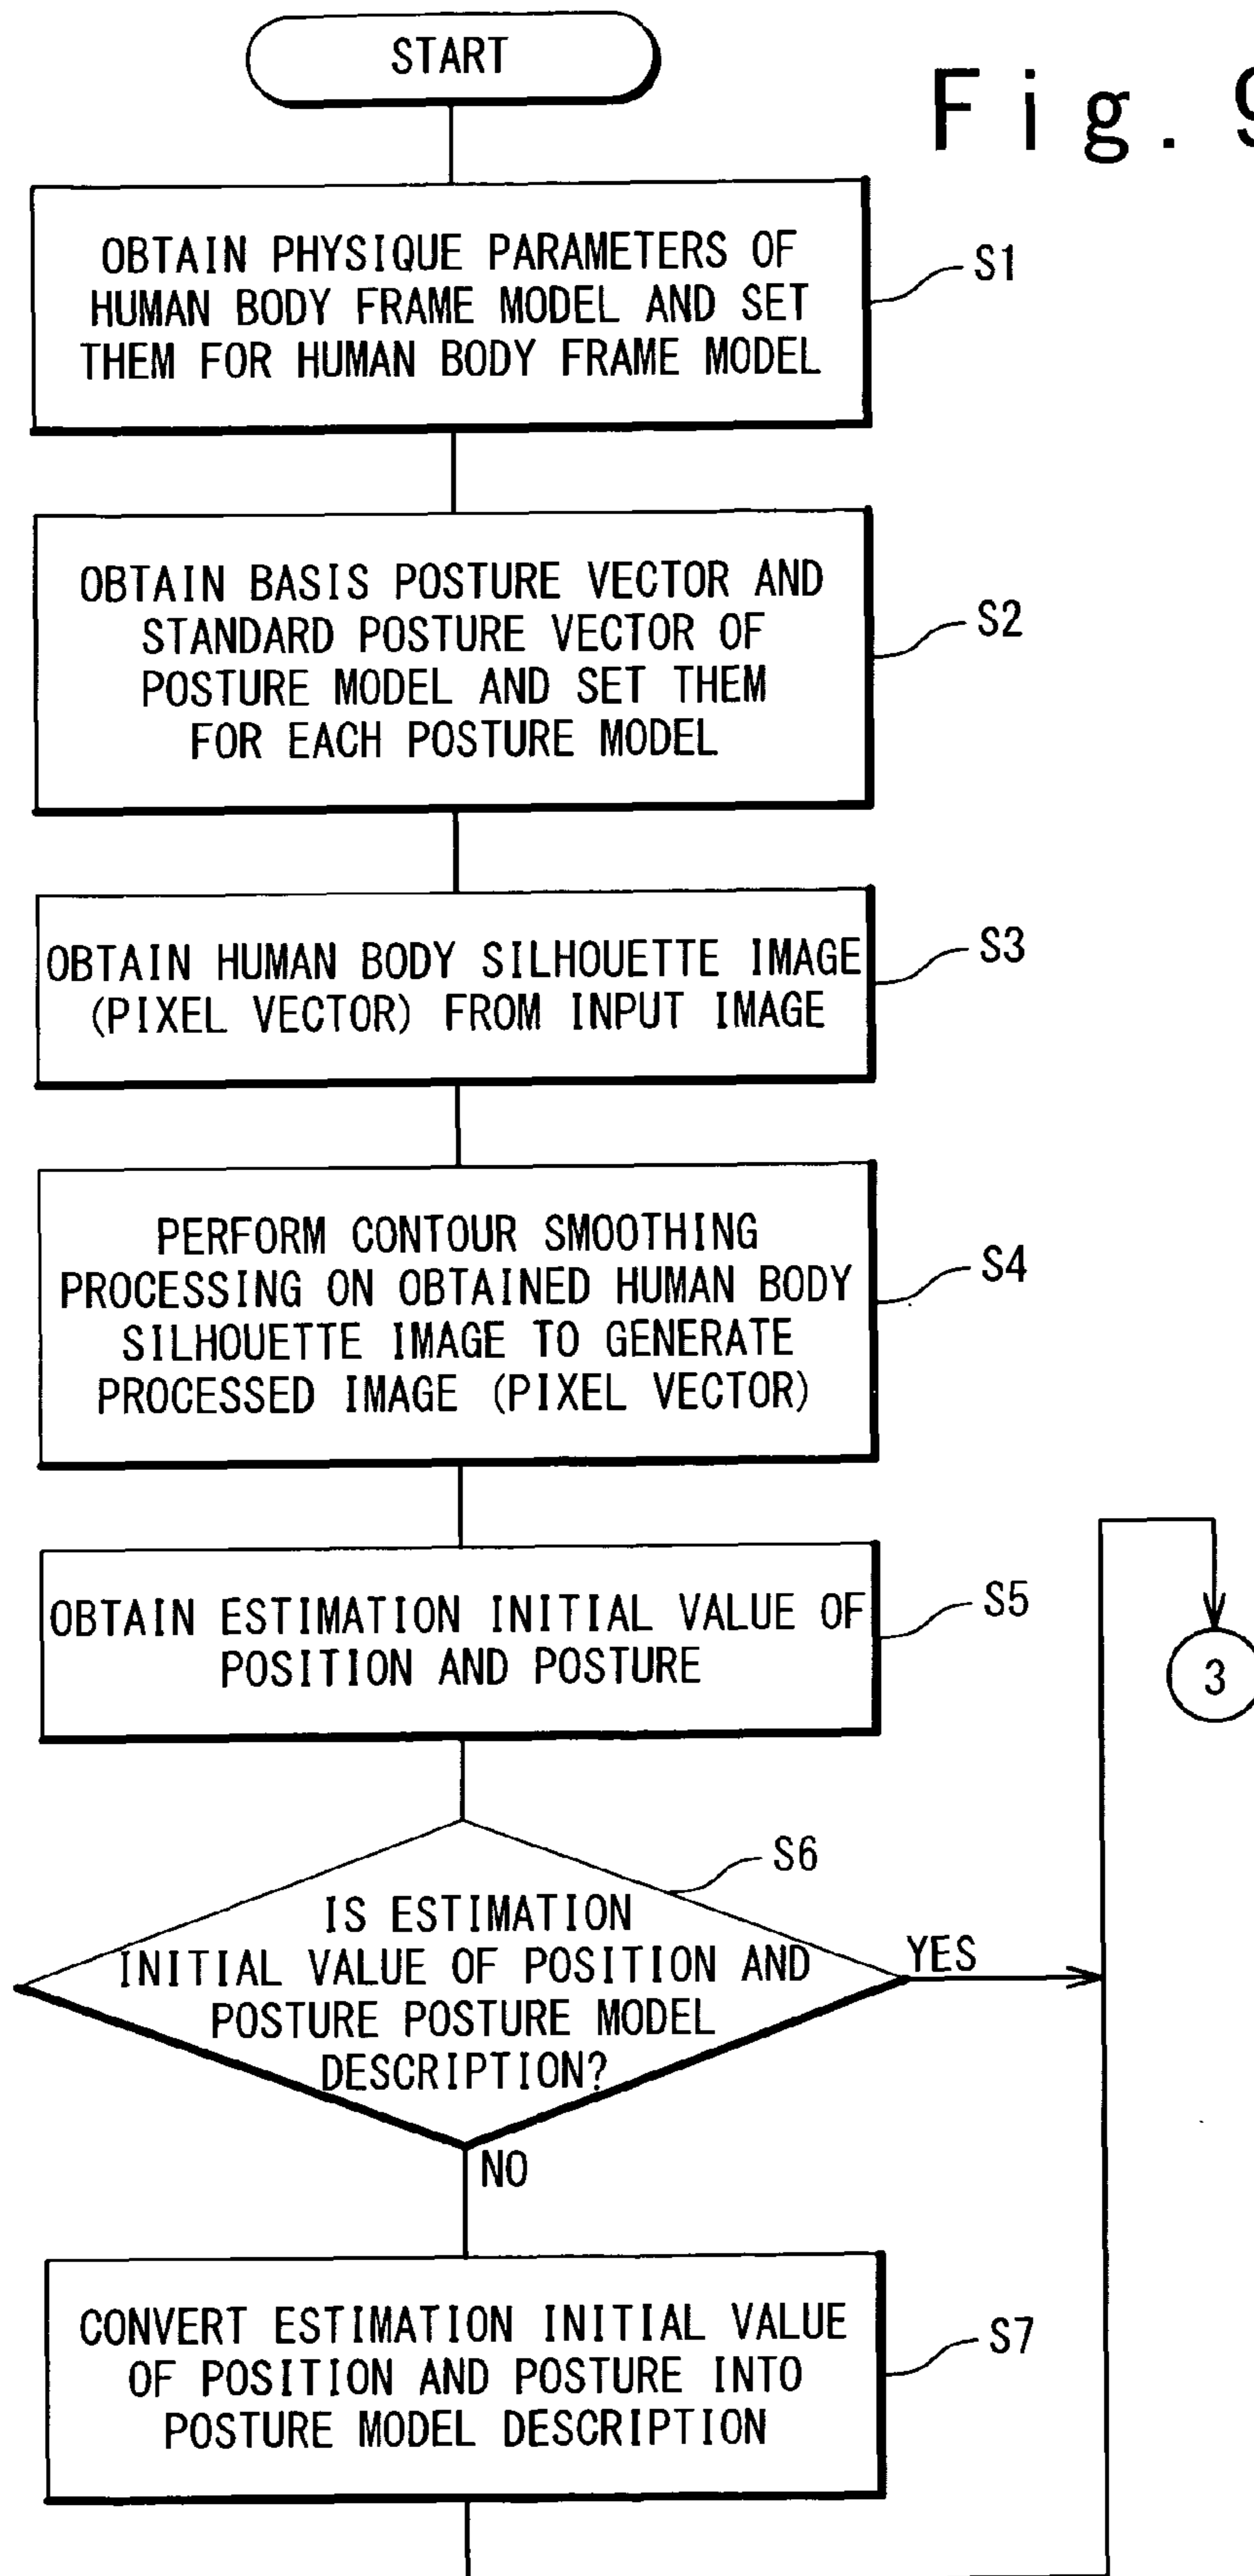 START
Fig. 9
OBTAIN PHYSIQUE PARAMETERS OF
HUMAN BODY FRAME MODEL AND SET
THEM FOR HUMAN BODY FRAME MODEL
S1
OBTAIN BASIS POSTURE VECTOR AND
STANDARD POSTURE VECTOR OF
POSTURE MODEL AND SET THEM
FOR EACH POSTURE MODEL
S2
OBTAIN HUMAN BODY SILHOUETTE IMAGE
(PIXEL VECTOR) FROM INPUT IMAGE
S3
PERFORM CONTOUR SMOOTHING
PROCESSING ON OBTAINED HUMAN BODY
SILHOUETTE IMAGE TO GENERATE
PROCESSED IMAGE (PIXEL VECTOR)
S4
OBTAIN ESTIMATION INITIAL VALUE OF
POSITION AND POSTURE
S5
3
S6
IS ESTIMATION
INITIAL VALUE OF POSITION AND
POSTURE POSTURE MODEL
DESCRIPTION?
YES
NO
CONVERT ESTIMATION INITIAL VALUE
OF POSITION AND POSTURE INTO
POSTURE MODEL DESCRIPTION
S7